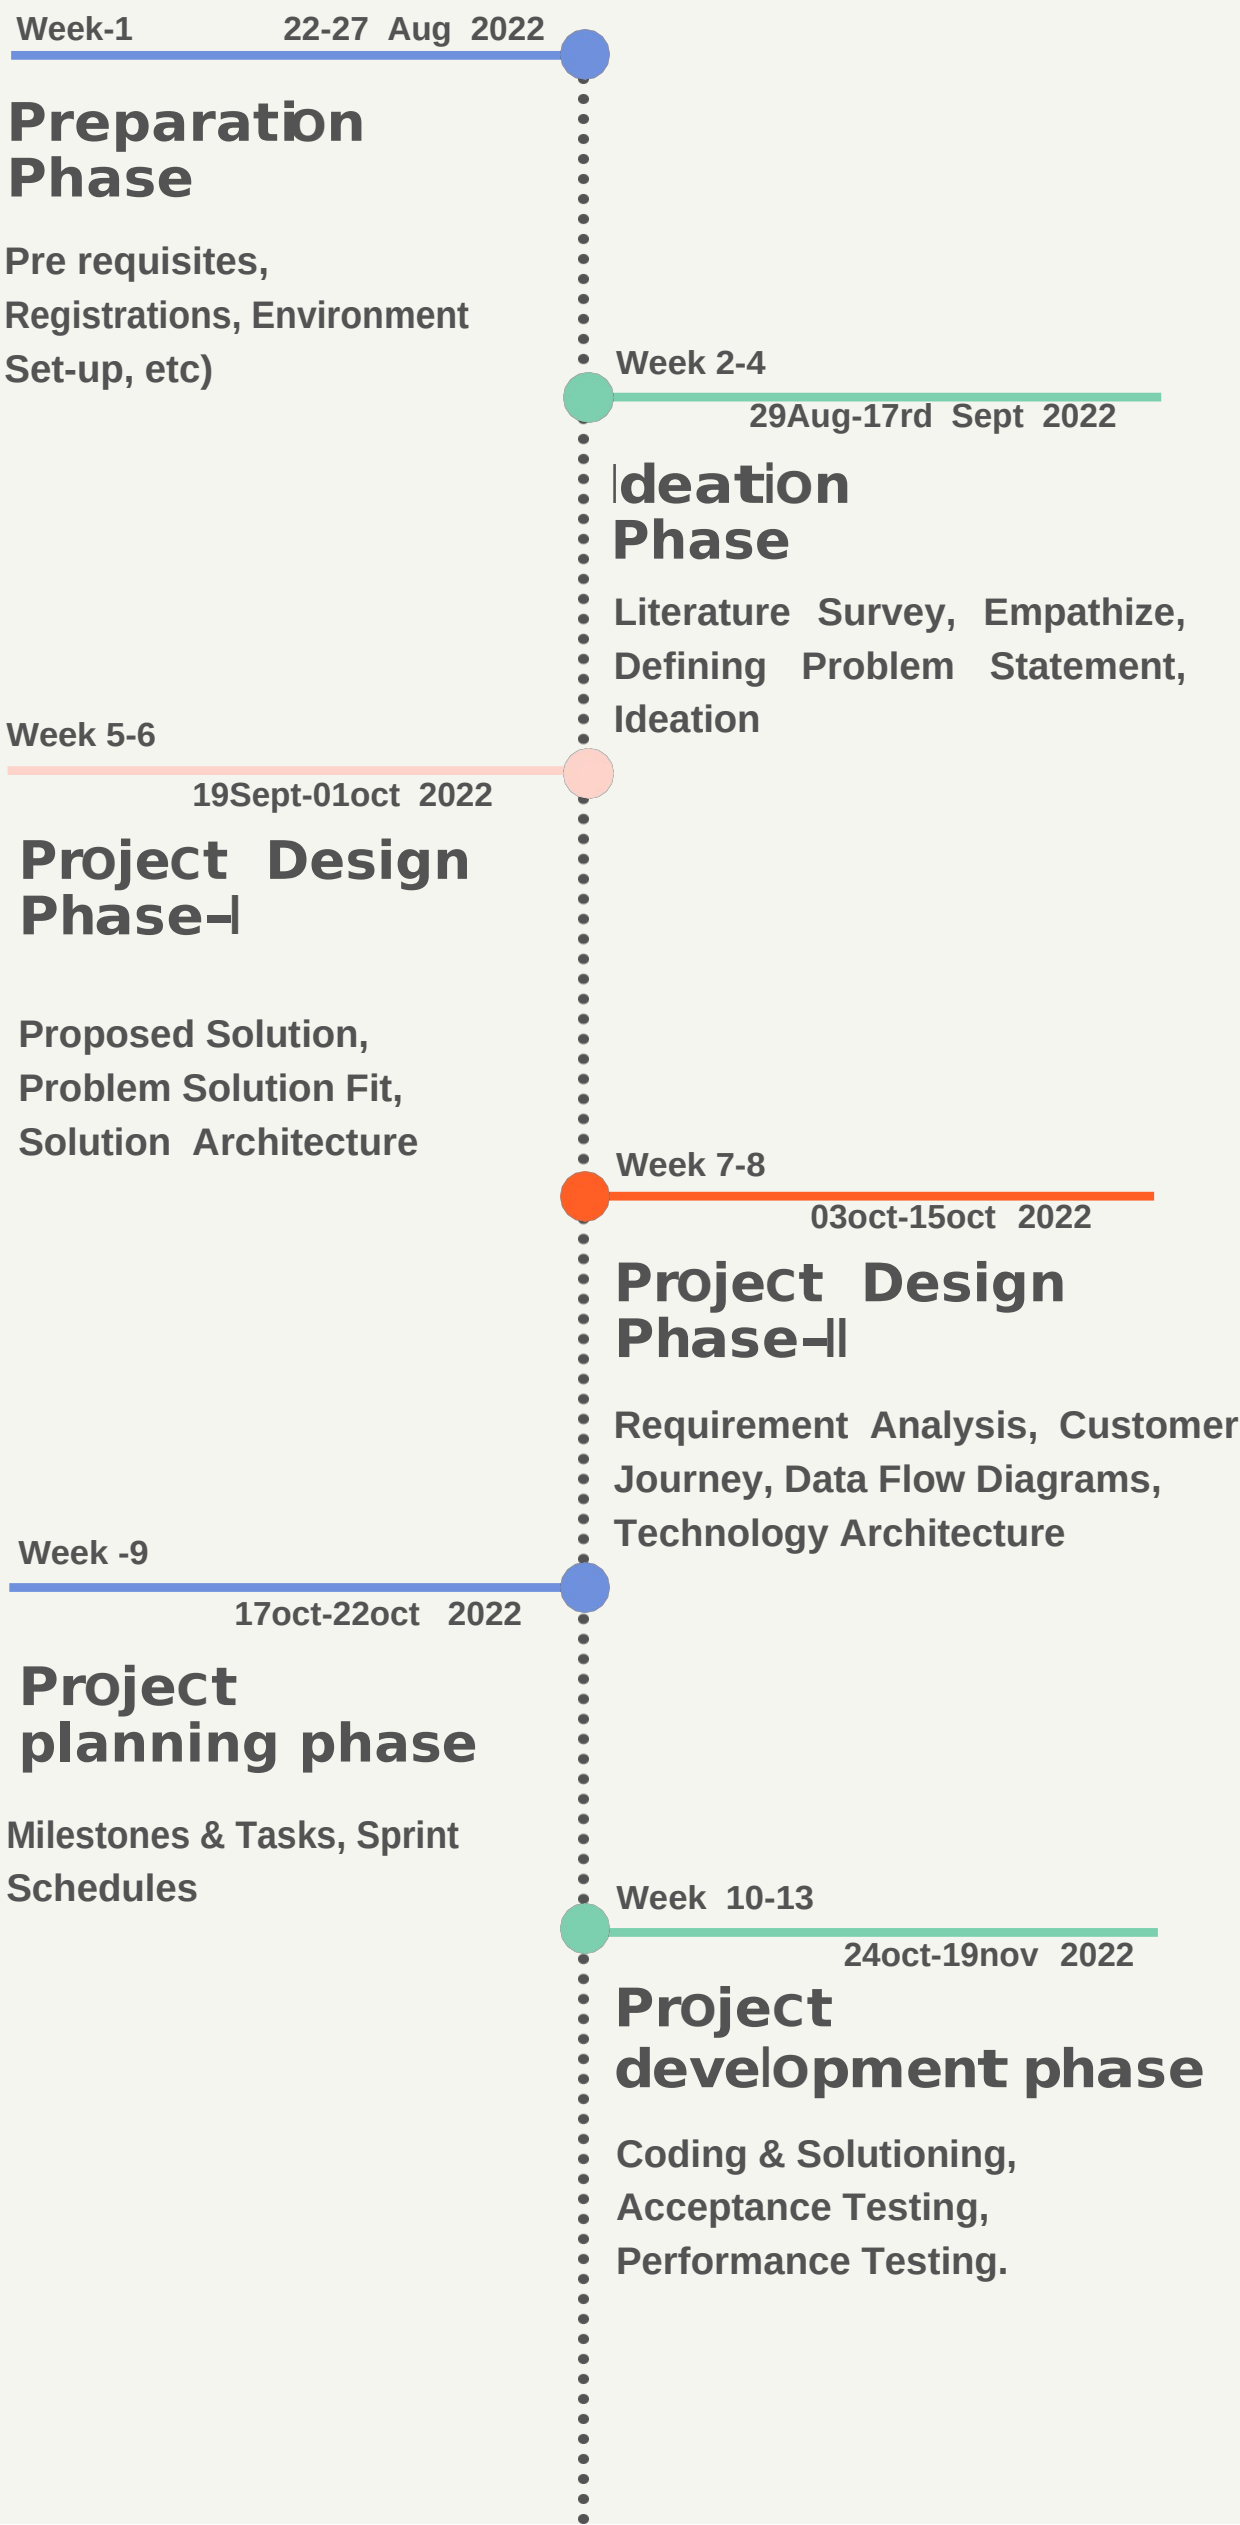 Week-1 22-27 Aug 2022
Preparation
Phase
Pre requisites,
Registrations, Environment
Set-up, etc)
Week 2-4
29Aug-17rd Sept 2022
Ideation
Phase
Literature Survey, Empathize,
Defining Problem Statement,
Ideation
Week 5-6
19Sept-01oct 2022
Project Design
Phase-I
Proposed Solution,
Problem Solution Fit,
Solution Architecture
Week 7-8
03oct-15oct 2022
Project Design
Phase-II
Requirement Analysis, Customer
Journey, Data Flow Diagrams,
Technology Architecture
Week -9
17oct-22oct 2022
Project
planning phase
Milestones & Tasks, Sprint
Schedules
Week 10-13
24oct-19nov 2022
Project
development phase
Coding & Solutioning,
Acceptance Testing,
Performance Testing.